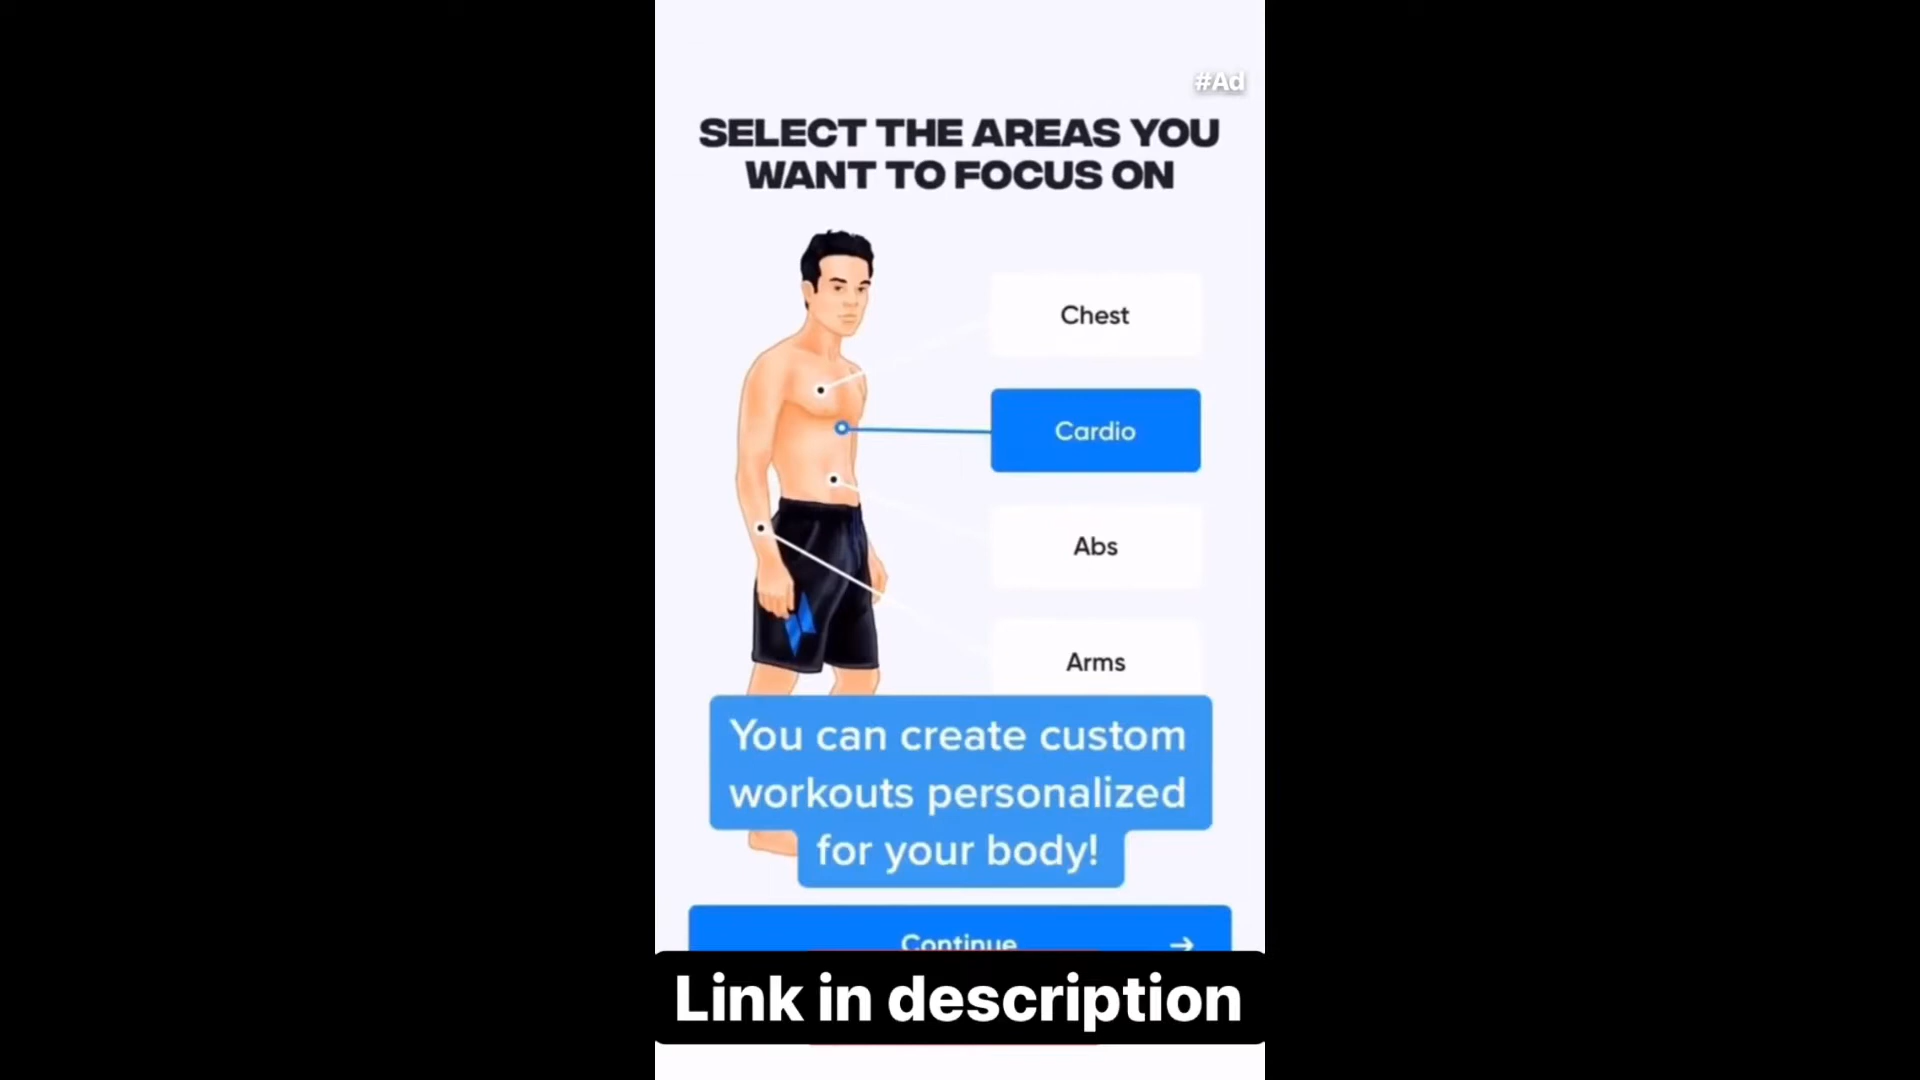 #Ad
SELECT THE AREAS YOU
WANT TO FOCUS ON
Chest
Cardio
Abs
Arms
You can create custom
workouts personalized
for your body!
Continue →
Link in description